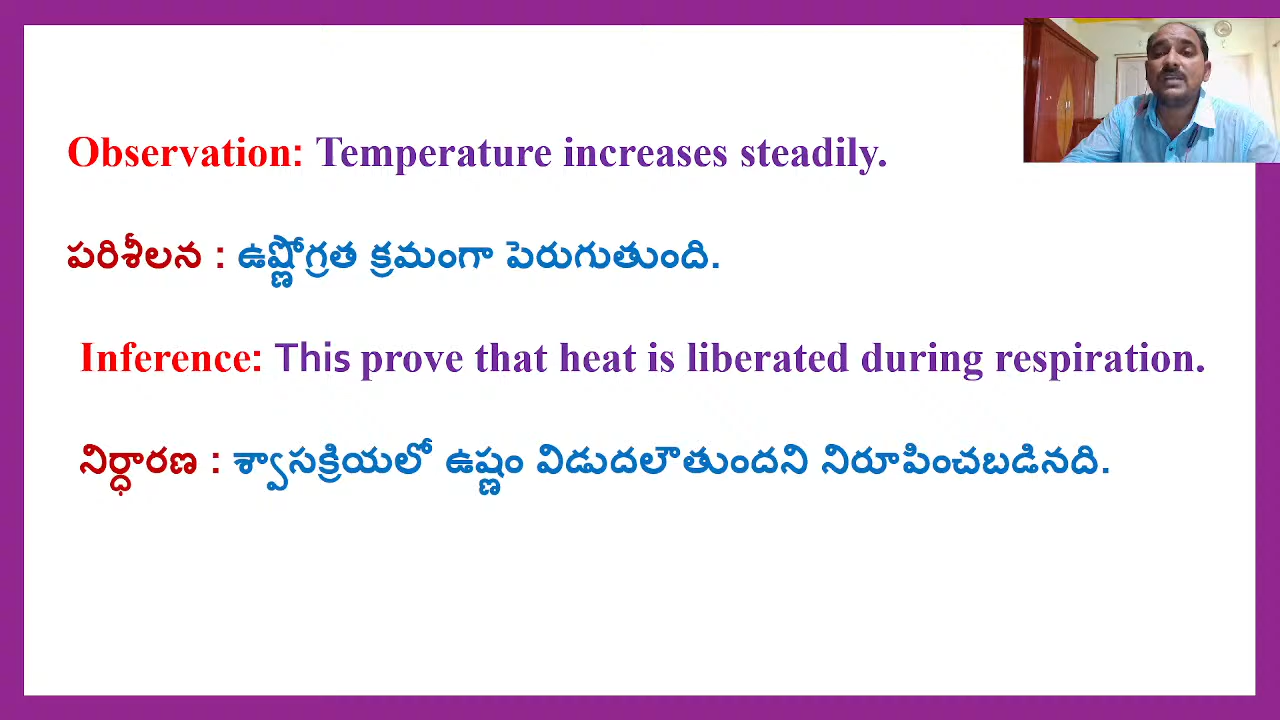 Observation: Temperature increases steadily.
పరిశీలన : ఉష్ణోగ్రత క్రమంగా పెరుగుతుంది.
Inference: This prove that heat is liberated during respiration.
నిర్ధారణ : శ్వాసక్రియలో ఉష్ణం విడుదలౌతుందని నిరూపించబడినది.